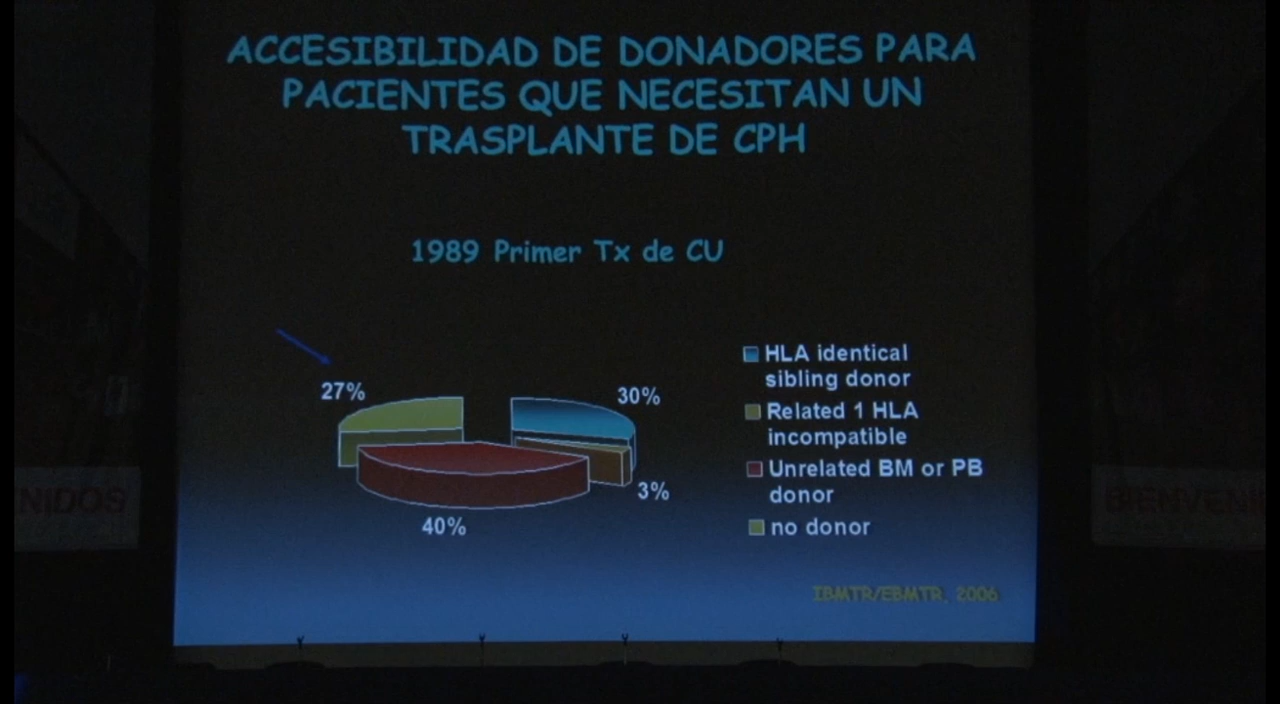 ACCESIBILIDAD DE DONADORES PARA
PACIENTES QUE NECESITAN UN
TRASPLANTE DE CPH
1989 Primer Tx de CU
27%
30%
3%
40%
HLA identical
sibling donor
Related 1 HLA
incompatible
Unrelated BM or PB
donor
no donor
IBMTR/EBMTR, 2006
ENIDOS
BIENVENI